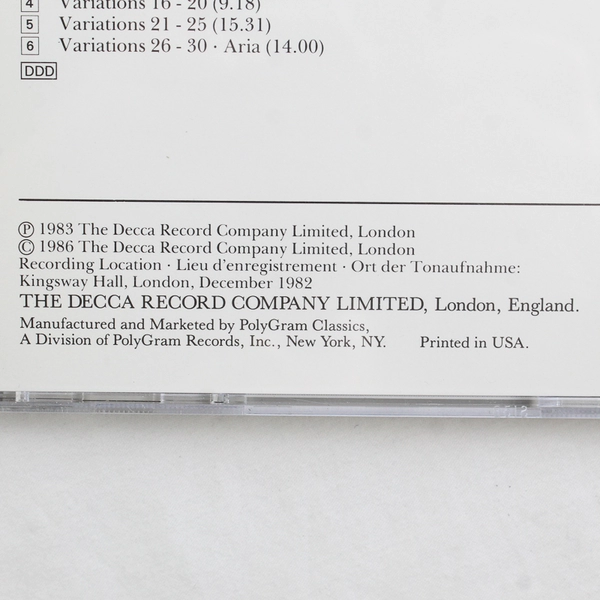 4 Variations 16 - 20 (9.18)
5 Variations 21 - 25 (15.31)
6 Variations 26 - 30 · Aria (14.00)
DDD
Ⓟ 1983 The Decca Record Company Limited, London
© 1986 The Decca Record Company Limited, London
Recording Location · Lieu d'enregistrement · Ort der Tonaufnahme:
Kingsway Hall, London, December 1982
THE DECCA RECORD COMPANY LIMITED, London, England.
Manufactured and Marketed by PolyGram Classics,
A Division of PolyGram Records, Inc., New York, NY. Printed in USA.